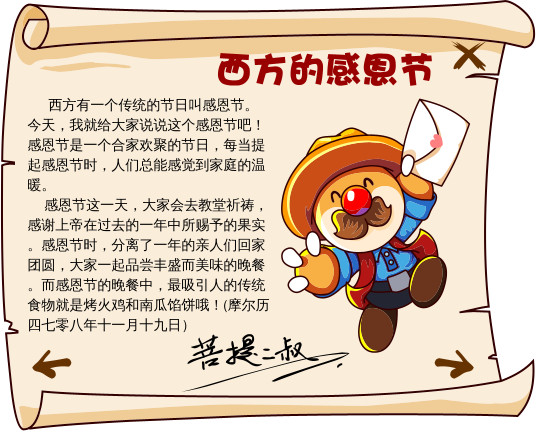 西方的感恩节
西方有一个传统的节日叫感恩节。
今天，我就给大家说说这个感恩节吧！
感恩节是一个合家欢聚的节日，每当提
起感恩节时，人们总能感觉到家庭的温
暖。
感恩节这一天，大家会去教堂祈祷，
感谢上帝在过去的一年中所赐予的果实
。感恩节时，分离了一年的亲人们回家
团圆，大家一起品尝丰盛而美味的晚餐
。而感恩节的晚餐中，最吸引人的传统
食物就是烤火鸡和南瓜馅饼哦！(摩尔历
四七零八年十一月十九日）
菩提二叔